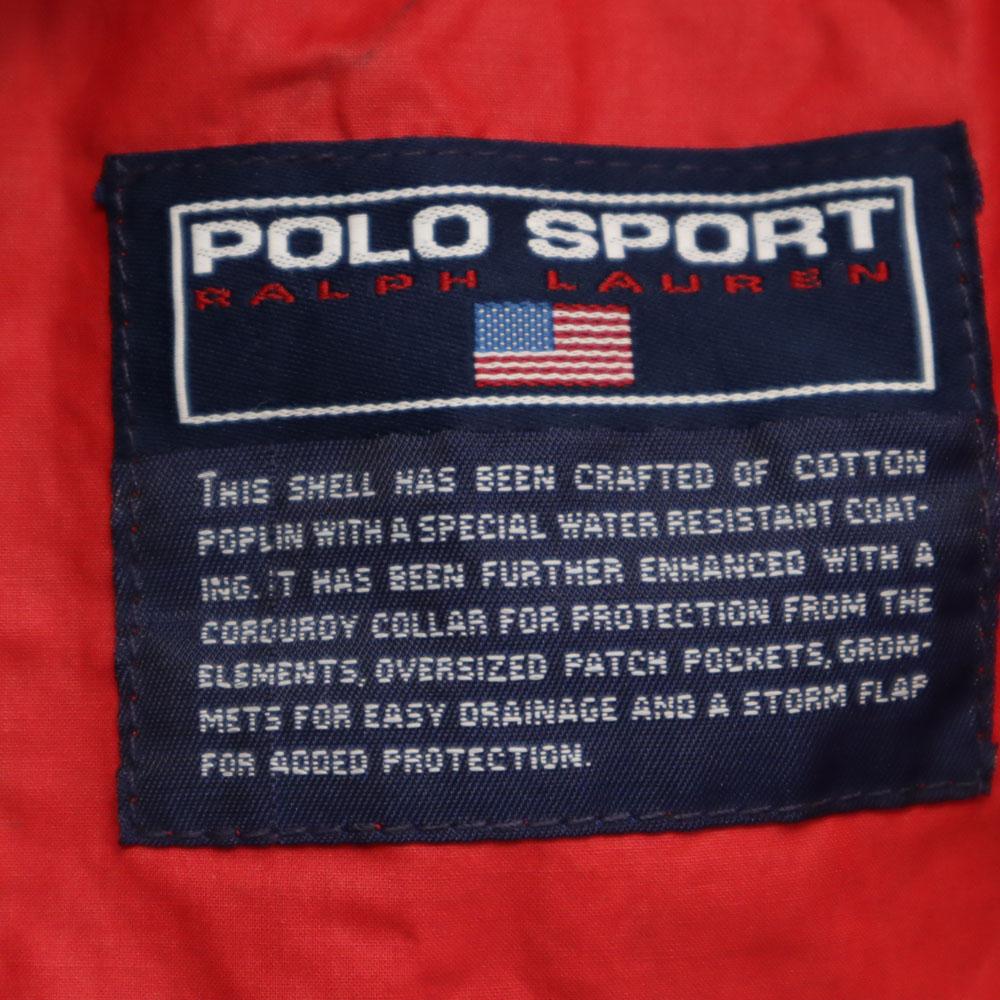 POLO SPORT
RALPH LAUREN
THIS SHELL HAS BEEN CRAFTED OF COTTON
POPLIN WITH A SPECIAL WATER RESISTANT COAT-
ING. IT HAS BEEN FURTHER ENHANCED WITH A
CORDUROY COLLAR FOR PROTECTION FROM THE
ELEMENTS, OVERSIZED PATCH POCKETS, GROM-
METS FOR EASY DRAINAGE AND A STORM FLAP
FOR ADDED PROTECTION.